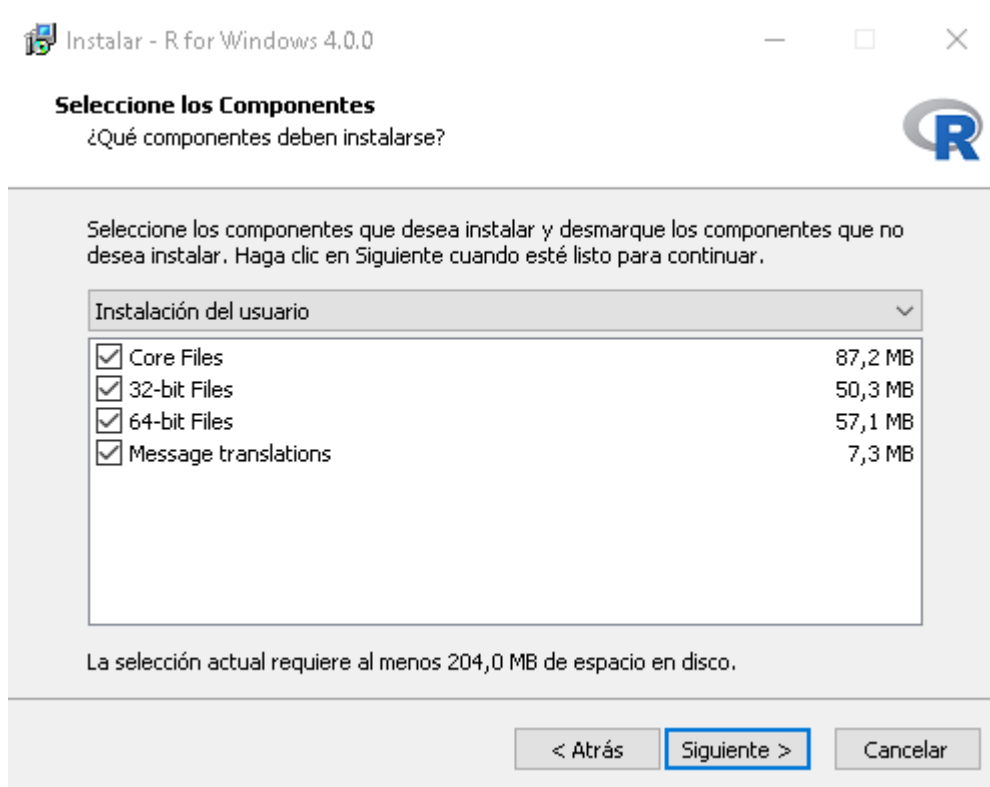 Instalar - R for Windows 4.0.0
Seleccione los Componentes
¿Qué componentes deben instalarse?
R
Seleccione los componentes que desea instalar y desmarque los componentes que no
desea instalar. Haga clic en Siguiente cuando esté listo para continuar.
Instalación del usuario
Core Files 87,2 MB
32-bit Files 50,3 MB
64-bit Files 57,1 MB
Message translations 7,3 MB
La selección actual requiere al menos 204,0 MB de espacio en disco.
< Atrás Siguiente > Cancelar